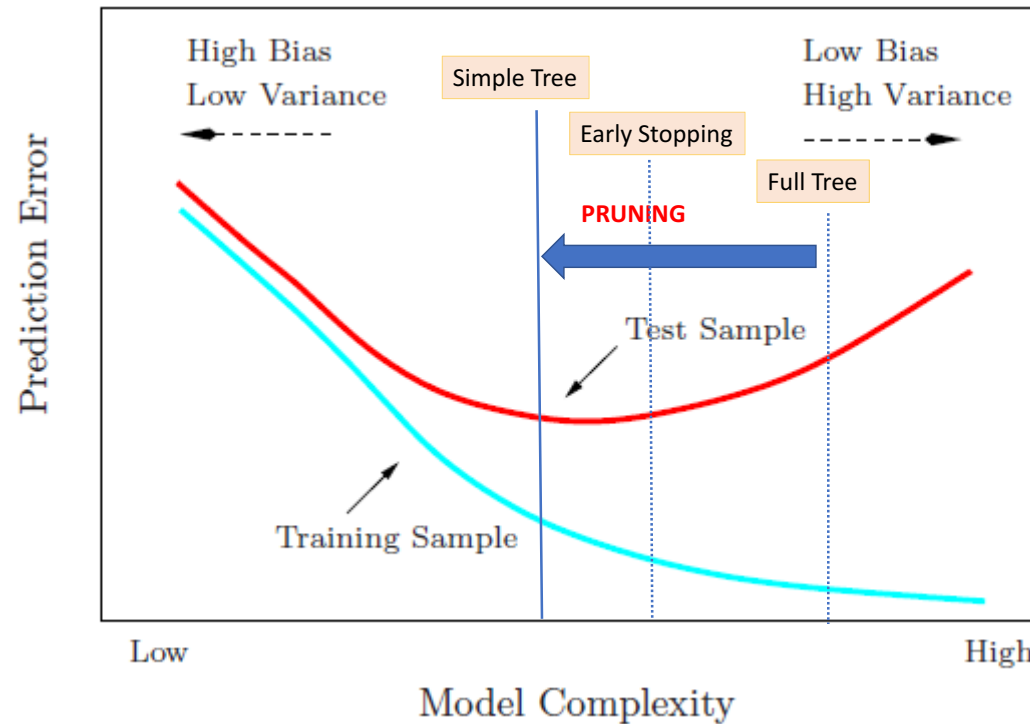 High Bias
Low Variance
Simple Tree
Low Bias
High Variance
Early Stopping
Full Tree
PRUNING
Test Sample
Training Sample
Prediction Error
Low
High
Model Complexity